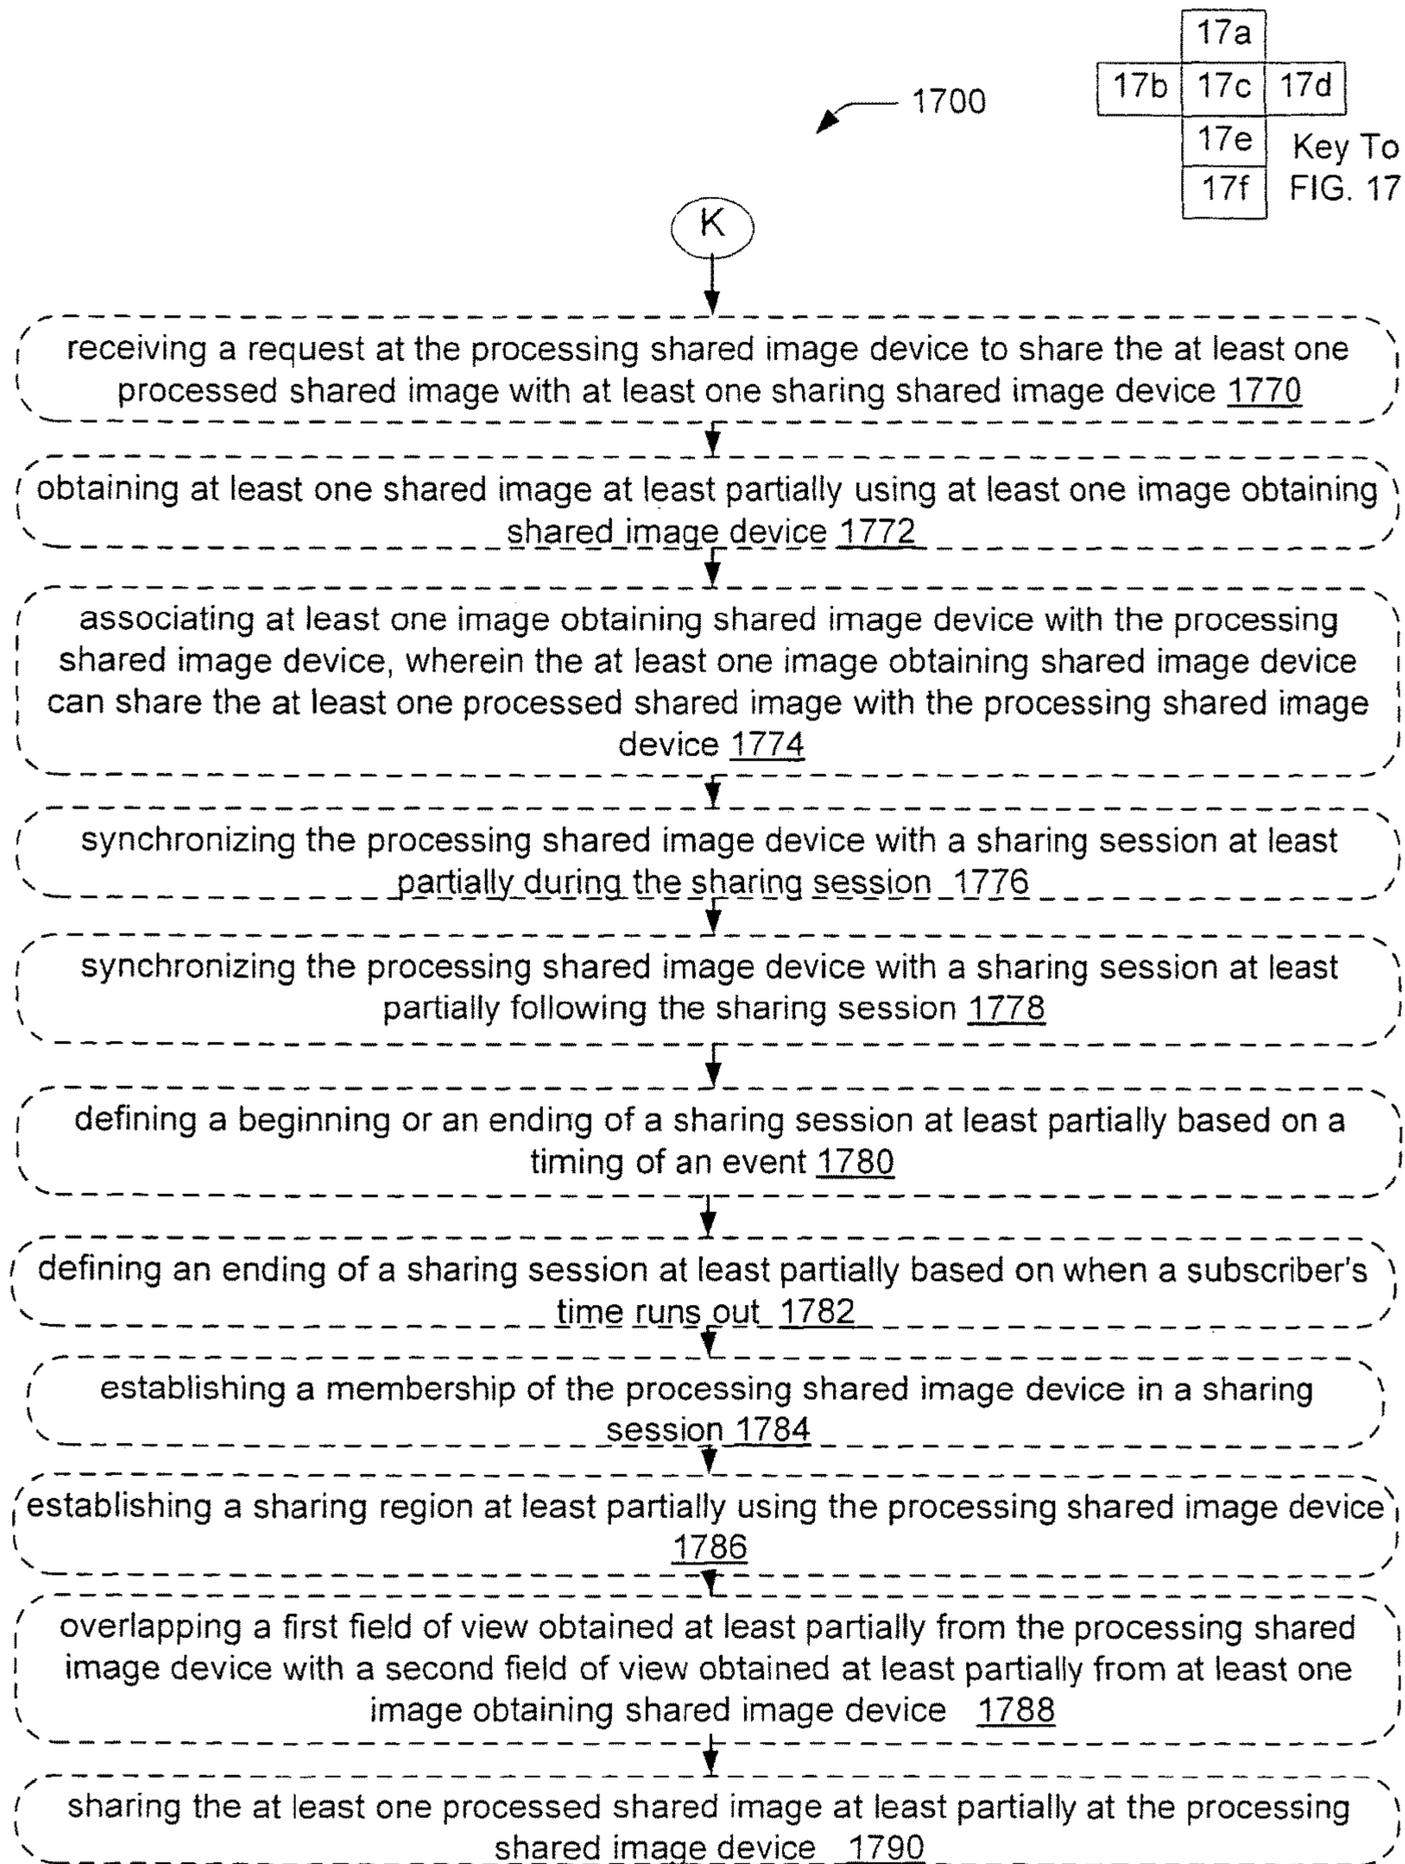 17a
17b 17c 17d
1700
17e
Key To
17f
FIG. 17
K
receiving a request at the processing shared image device to share the at least one
processed shared image with at least one sharing shared image device 1770
obtaining at least one shared image at least partially using at least one image obtaining
shared image device 1772
associating at least one image obtaining shared image device with the processing
shared image device, wherein the at least one image obtaining shared image device
can share the at least one processed shared image with the processing shared image
device 1774
synchronizing the processing shared image device with a sharing session at least
partially during the sharing session 1776
synchronizing the processing shared image device with a sharing session at least
partially following the sharing session 1778
defining a beginning or an ending of a sharing session at least partially based on a
timing of an event 1780
defining an ending of a sharing session at least partially based on when a subscriber's
time runs out 1782
establishing a membership of the processing shared image device in a sharing
session 1784
establishing a sharing region at least partially using the processing shared image device
1786
overlapping a first field of view obtained at least partially from the processing shared
image device with a second field of view obtained at least partially from at least one
image obtaining shared image device 1788
sharing the at least one processed shared image at least partially at the processing
shared image device 1790